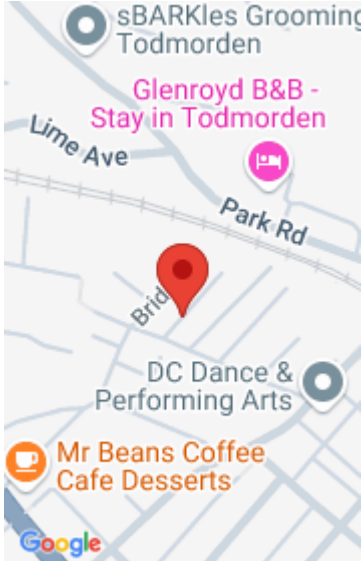 sBARKles Grooming
Todmorden
Glenroyd B&B -
Stay in Todmorden
Lime Ave
Park Rd
DC Dance &
Performing Arts
Mr Beans Coffee
Cafe Desserts
Google